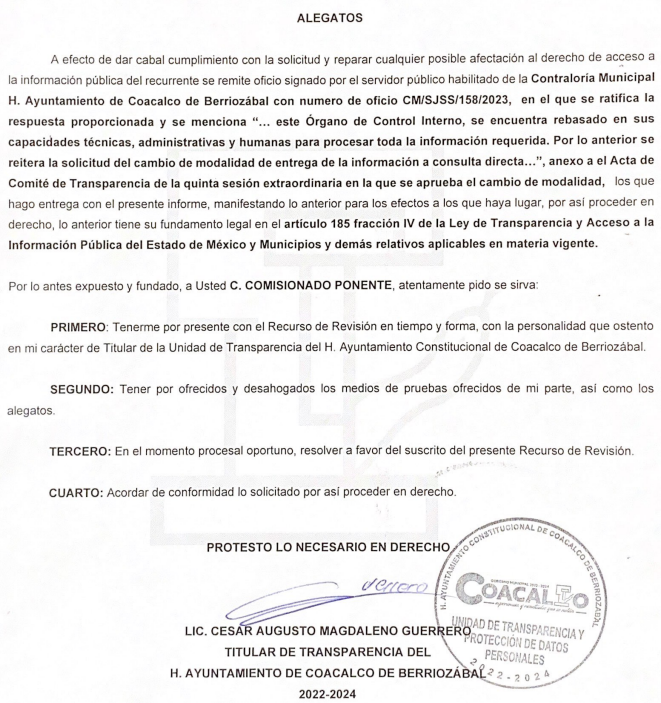 ALEGATOS
A efecto de dar cabal cumplimiento con la solicitud y reparar cualquier posible afectación al derecho de acceso a
la información pública del recurrente se remite oficio signado por el servidor público habilitado de la Contraloría Municipal
H. Ayuntamiento de Coacalco de Berriozábal con numero de oficio CM/SJSS/158/2023, en el que se ratifica la
respuesta proporcionada y se menciona “... este Órgano de Control Interno, se encuentra rebasado en sus
capacidades técnicas, administrativas y humanas para procesar toda la información requerida. Por lo anterior se
reitera la solicitud del cambio de modalidad de entrega de la información a consulta directa...”, anexo a el Acta de
Comité de Transparencia de la quinta sesión extraordinaria en la que se aprueba el cambio de modalidad, los que
hago entrega con el presente informe, manifestando lo anterior para los efectos a los que haya lugar, por así proceder en
derecho, lo anterior tiene su fundamento legal en el artículo 185 fracción IV de la Ley de Transparencia y Acceso a la
Información Pública del Estado de México y Municipios y demás relativos aplicables en materia vigente.
Por lo antes expuesto y fundado, a Usted C. COMISIONADO PONENTE, atentamente pido se sirva:
PRIMERO: Tenerme por presente con el Recurso de Revisión en tiempo y forma, con la personalidad que ostento
en mi carácter de Titular de la Unidad de Transparencia del H. Ayuntamiento Constitucional de Coacalco de Berriozábal.
SEGUNDO: Tener por ofrecidos y desahogados los medios de pruebas ofrecidos de mi parte, así como los
alegatos.
TERCERO: En el momento procesal oportuno, resolver a favor del suscrito del presente Recurso de Revisión.
CUARTO: Acordar de conformidad lo solicitado por así proceder en derecho.
PROTESTO LO NECESARIO EN DERECHO
LIC. CESAR AUGUSTO MAGDALENO GUERRERO
TITULAR DE TRANSPARENCIA DEL
H. AYUNTAMIENTO DE COACALCO DE BERRIOZÁBAL
2022-2024
H. AYUNTAMIENTO CONSTITUCIONAL DE COACALCO DE BERRIOZÁBAL
COACALCO
UNIDAD DE TRANSPARENCIA Y
PROTECCIÓN DE DATOS
PERSONALES
2022-2024